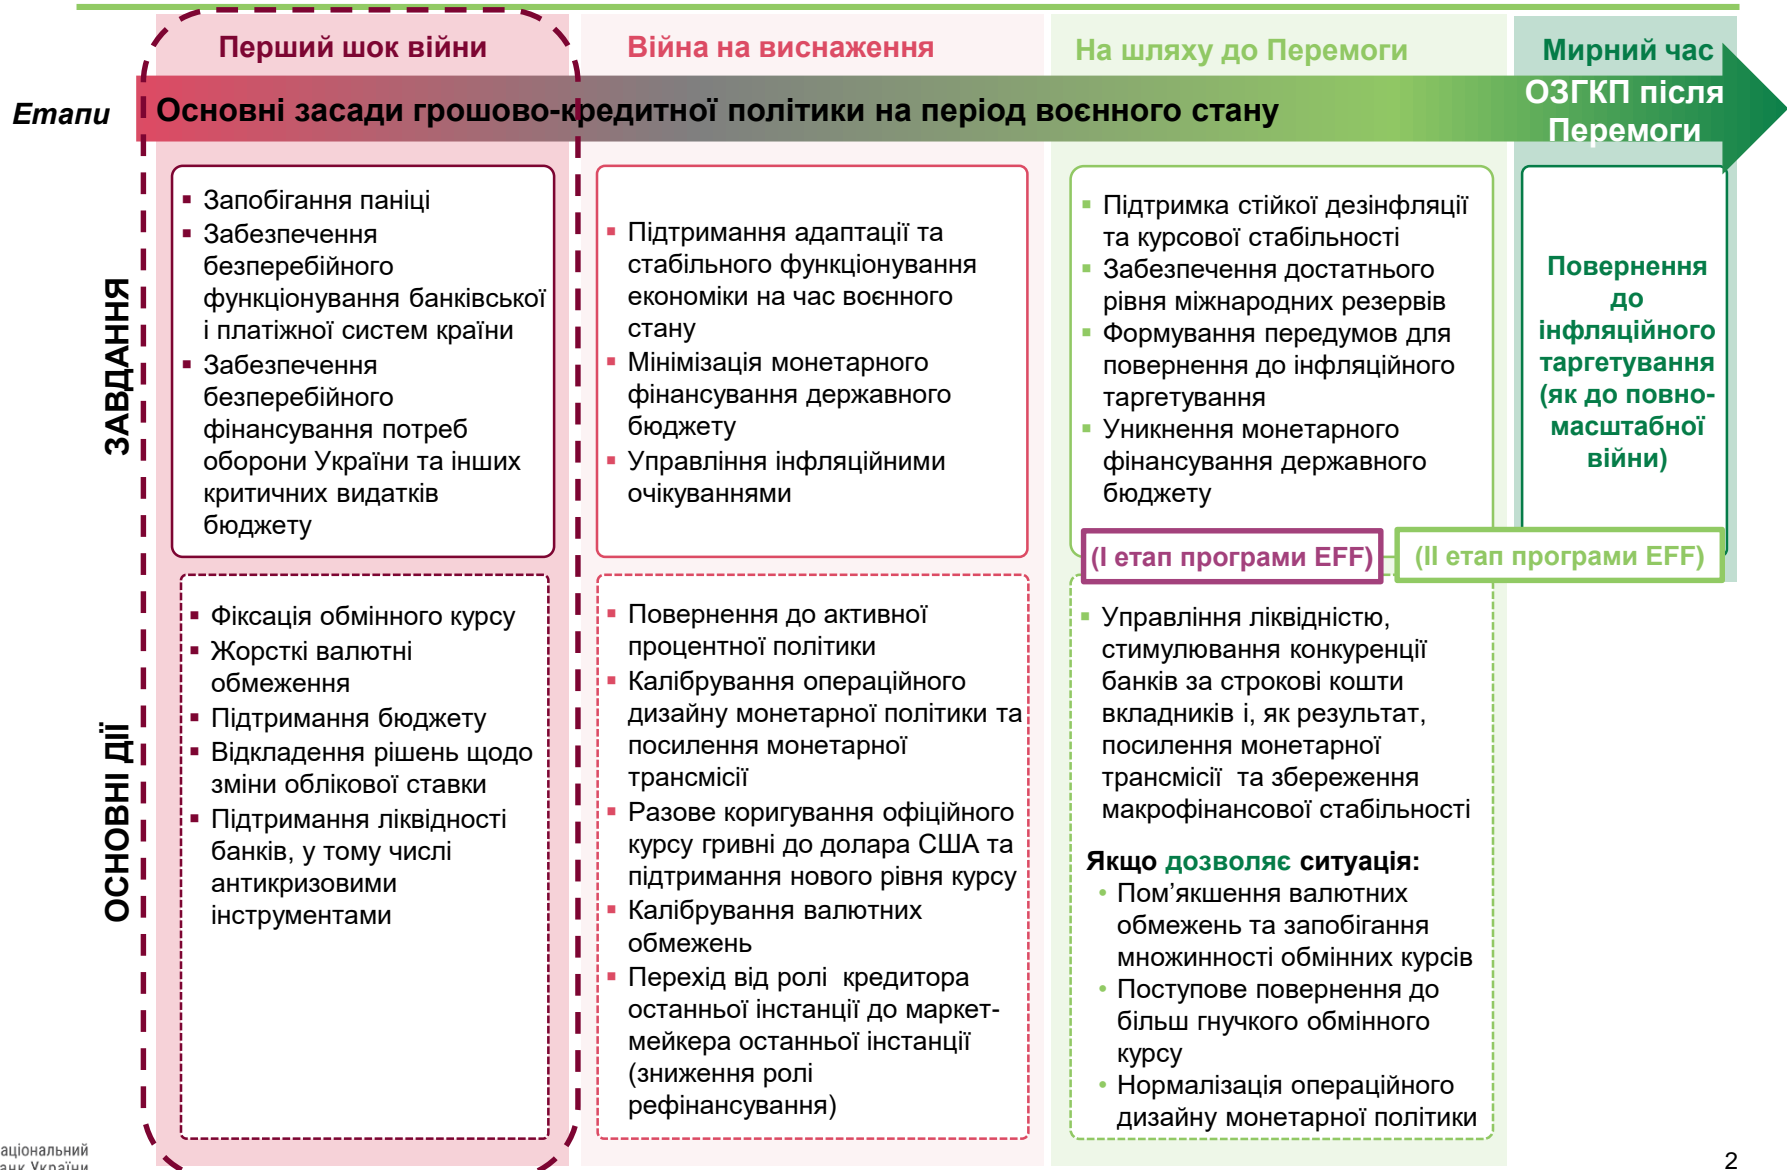 Перший шок війни
Війна на виснаження
На шляху до Перемоги
Мирний час
Етапи
Основні засади грошово-кредитної політики на період воєнного стану
ОЗГКП після
Перемоги
ЗАВДАННЯ
▪ Запобігання паніці
▪ Забезпечення
безперебійного
функціонування банківської
і платіжної систем країни
▪ Забезпечення
безперебійного
фінансування потреб
оборони України та інших
критичних видатків
бюджету
▪ Підтримання адаптації та
стабільного функціонування
економіки на час воєнного
стану
▪ Мінімізація монетарного
фінансування державного
бюджету
▪ Управління інфляційними
очікуваннями
▪ Підтримка стійкої дезінфляції
та курсової стабільності
▪ Забезпечення достатнього
рівня міжнародних резервів
▪ Формування передумов для
повернення до інфляційного
таргетування
▪ Уникнення монетарного
фінансування державного
бюджету
Повернення
до
інфляційного
таргетування
(як до повно-
масштабної
війни)
(І етап програми EFF)
(ІІ етап програми EFF)
ОСНОВНІ ДІЇ
▪ Фіксація обмінного курсу
▪ Жорсткі валютні
обмеження
▪ Підтримання бюджету
▪ Відкладення рішень щодо
зміни облікової ставки
▪ Підтримання ліквідності
банків, у тому числі
антикризовими
інструментами
▪ Повернення до активної
процентної політики
▪ Калібрування операційного
дизайну монетарної політики та
посилення монетарної
трансмісії
▪ Разове коригування офіційного
курсу гривні до долара США та
підтримання нового рівня курсу
▪ Калібрування валютних
обмежень
▪ Перехід від ролі кредитора
останньої інстанції до маркет-
мейкера останньої інстанції
(зниження ролі
рефінансування)
▪ Управління ліквідністю,
стимулювання конкуренції
банків за строкові кошти
вкладників і, як результат,
посилення монетарної
трансмісії та збереження
макрофінансової стабільності
Якщо дозволяє ситуація:
• Пом’якшення валютних
обмежень та запобігання
множинності обмінних курсів
• Поступове повернення до
більш гнучкого обмінного
курсу
• Нормалізація операційного
дизайну монетарної політики
аціональний
анк України
2